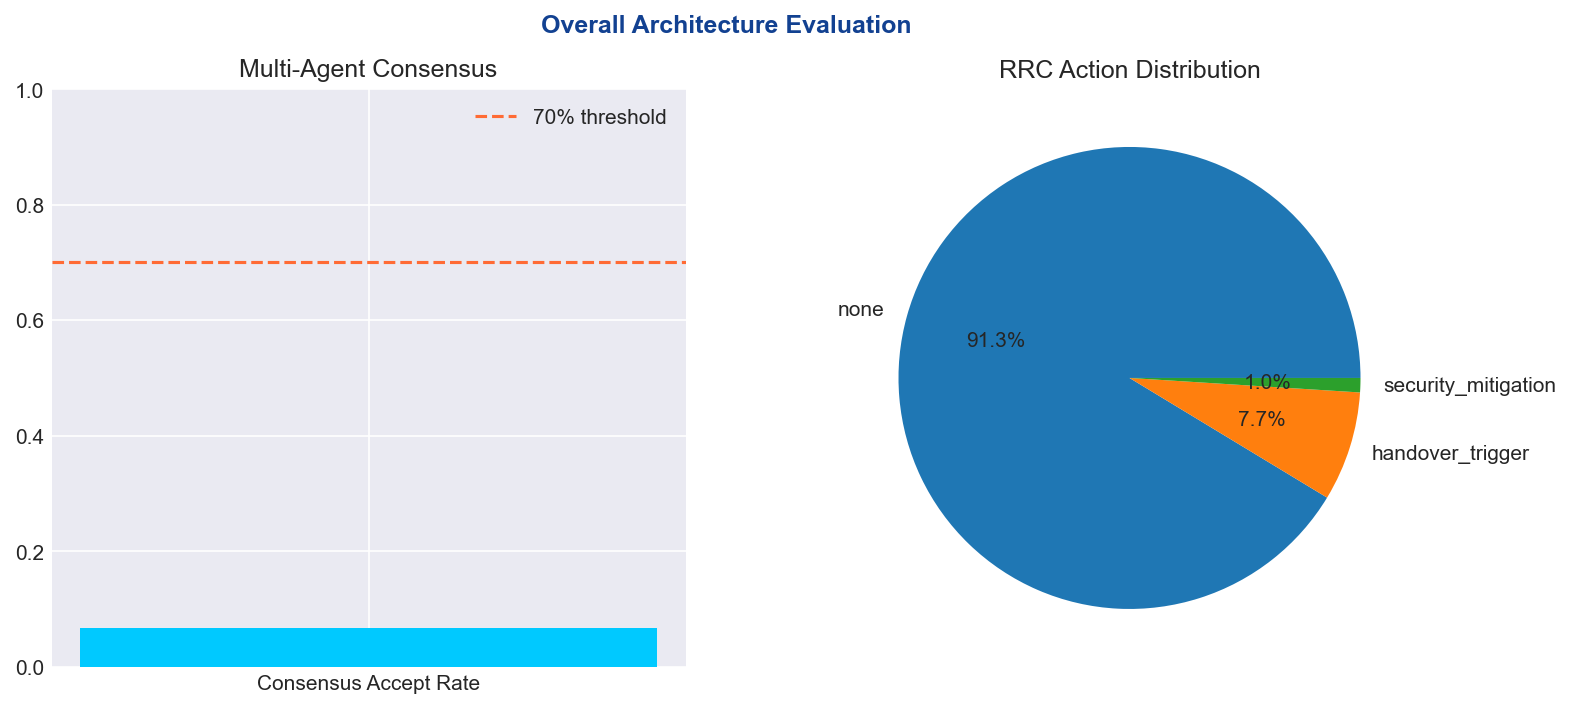 Overall Architecture Evaluation
Multi-Agent Consensus
1.0
0.8
0.6
0.4
0.2
0.0
70% threshold
Consensus Accept Rate
RRC Action Distribution
none
91.3%
1.0%
security_mitigation
7.7%
handover_trigger